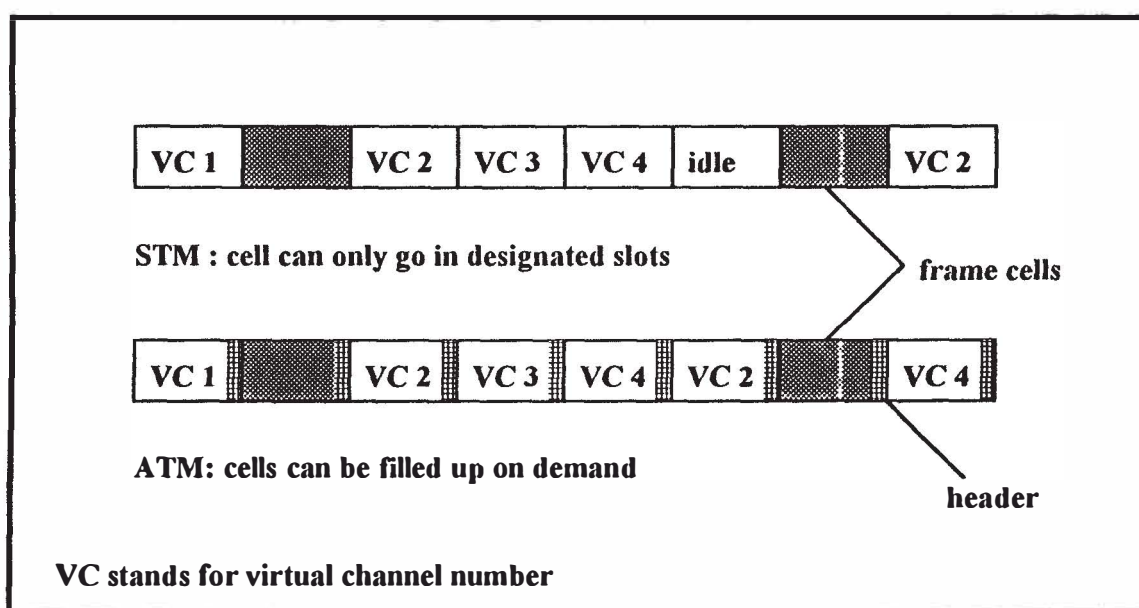 VC 1 VC 2 VC 3 VC 4 idle VC 2
STM : cell can only go in designated slots
frame cells
VC 1 VC 2 VC 3 VC 4 VC 2 VC 4
ATM: cells can be filled up on demand
header
VC stands for virtual channel number